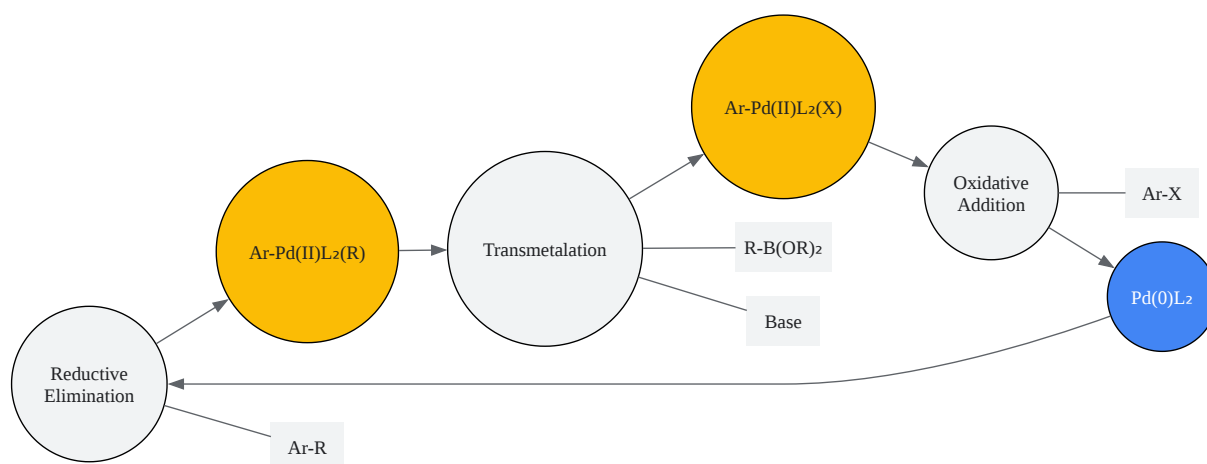 Ar-Pd(II)L₂(X)
Oxidative
Addition
Ar-X
Ar-Pd(II)L₂(R)
Transmetalation
R-B(OR)₂
Pd(0)L₂
Base
Reductive
Elimination
Ar-R